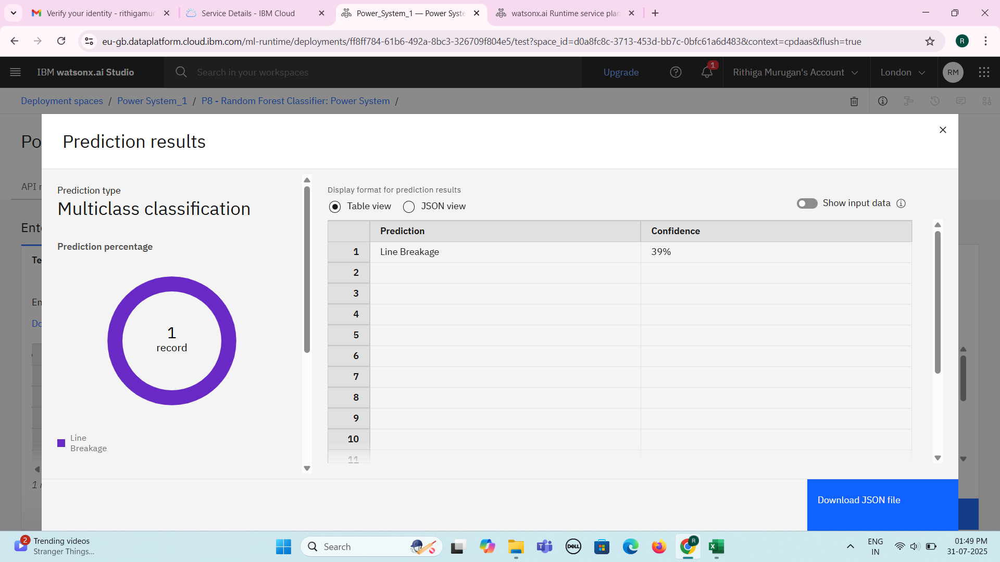 Verify your identity - rithigamur
Service Details - IBM Cloud
Power_System_1 — Power Syste
watsonx.ai Runtime service plan
eu-gb.dataplatform.cloud.ibm.com/ml-runtime/deployments/ff8ff784-61b6-492a-8bc3-326709f804e5/test?space_id=d0a8fc8c-3713-453d-bb7c-0bfc61a6d483&context=cpdaas&flush=true
R
IBM watsonx.ai Studio
Search in your workspaces
Upgrade
1
Rithiga Murugan's Account
London
RM
Deployment spaces / Power System_1 / P8 - Random Forest Classifier: Power System /
Po
Prediction results
API r
Ente
Te
En
Do
1 r
Prediction type
Multiclass classification
Prediction percentage
1
record
Line
Breakage
Display format for prediction results
Table view
JSON view
Show input data
Prediction Confidence
1 Line Breakage 39%
2
3
4
5
6
7
8
9
10
11
Download JSON file
2
Trending videos
Stranger Things...
Search
DELL
R
ENG
IN
01:49 PM
31-07-2025